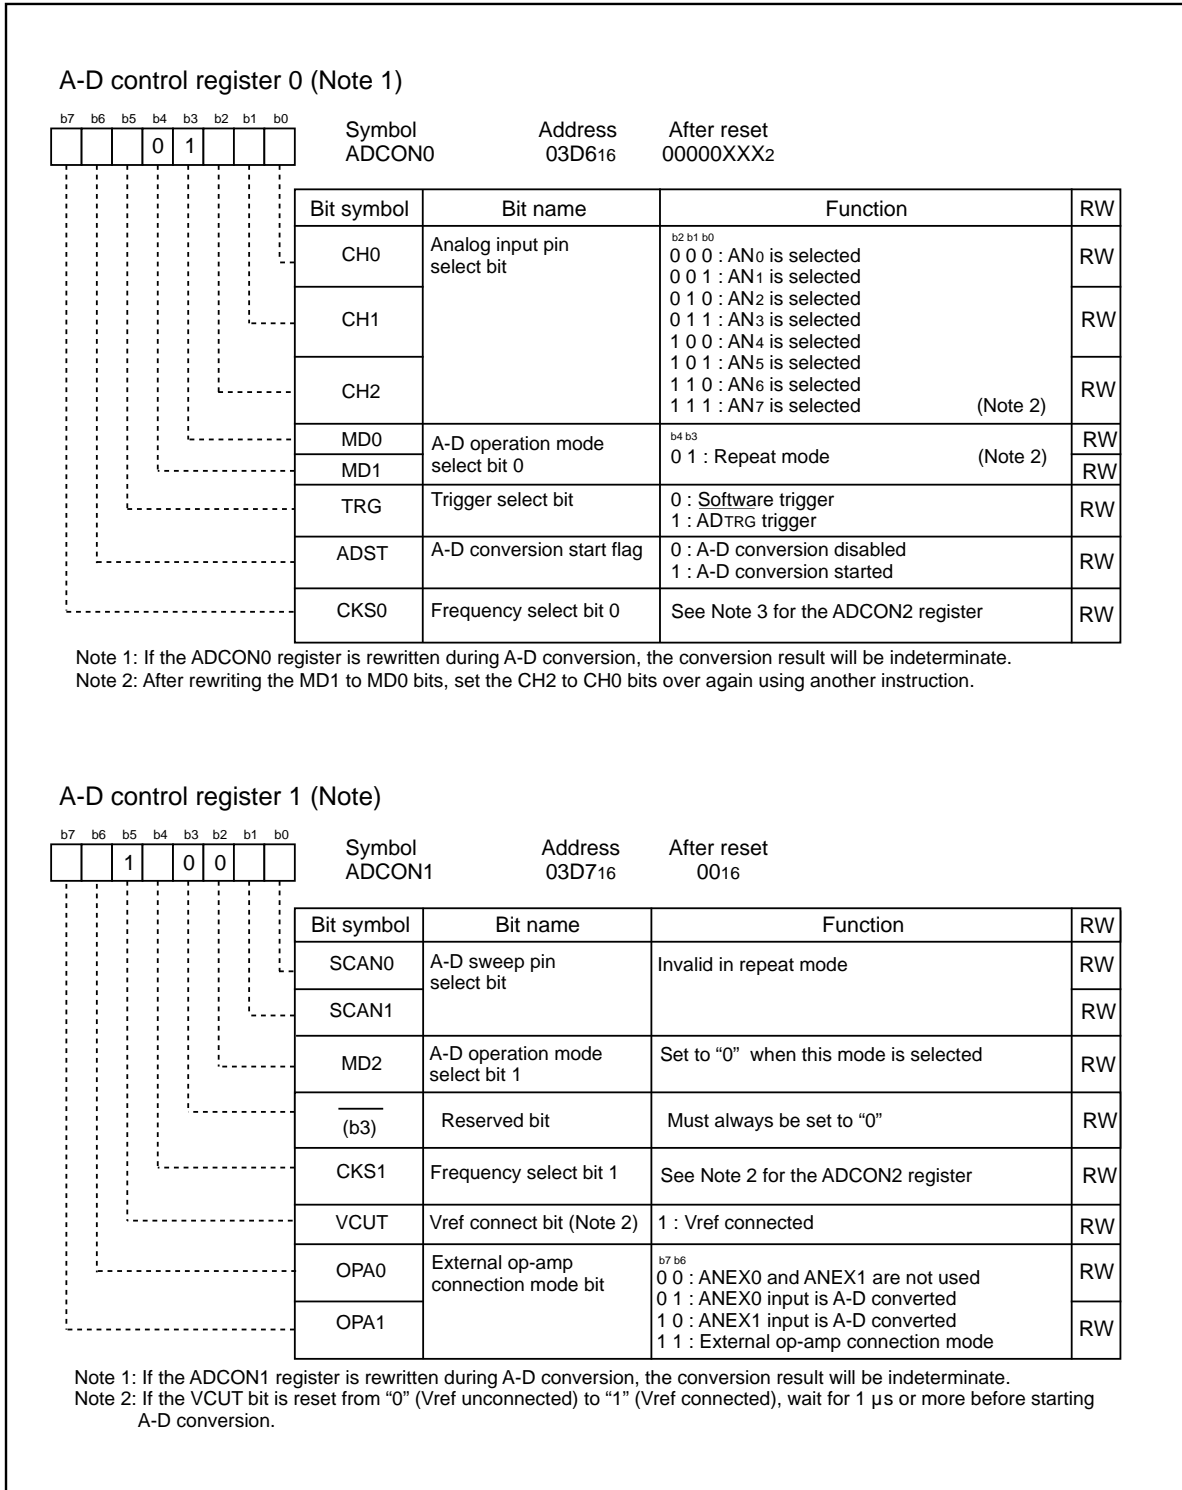 A-D control register 0 (Note 1)
b7 b6 b5 b4 b3 b2 b1 b0
0 1
Symbol Address After reset
ADCON0 03D616 00000XXX2
Bit symbol Bit name Function RW
CH0 Analog input pin select bit RW
b2 b1 b0
0 0 0 : AN0 is selected
0 0 1 : AN1 is selected
0 1 0 : AN2 is selected
CH1 0 1 1 : AN3 is selected RW
1 0 0 : AN4 is selected
1 0 1 : AN5 is selected
CH2 1 1 0 : AN6 is selected RW
1 1 1 : AN7 is selected (Note 2)
MD0 A-D operation mode select bit 0 RW
b4 b3
0 1 : Repeat mode (Note 2)
MD1 RW
TRG Trigger select bit 0 : Software trigger RW
1 : ADTRG trigger
ADST A-D conversion start flag 0 : A-D conversion disabled RW
1 : A-D conversion started
CKS0 Frequency select bit 0 See Note 3 for the ADCON2 register RW
Note 1: If the ADCON0 register is rewritten during A-D conversion, the conversion result will be indeterminate.
Note 2: After rewriting the MD1 to MD0 bits, set the CH2 to CH0 bits over again using another instruction.
A-D control register 1 (Note)
b7 b6 b5 b4 b3 b2 b1 b0
1 0 0
Symbol Address After reset
ADCON1 03D716 0016
Bit symbol Bit name Function RW
SCAN0 A-D sweep pin select bit Invalid in repeat mode RW
SCAN1 RW
MD2 A-D operation mode select bit 1 Set to “0” when this mode is selected RW
(b3) Reserved bit Must always be set to “0” RW
CKS1 Frequency select bit 1 See Note 2 for the ADCON2 register RW
VCUT Vref connect bit (Note 2) 1 : Vref connected RW
OPA0 External op-amp connection mode bit RW
b7 b6
0 0 : ANEX0 and ANEX1 are not used
0 1 : ANEX0 input is A-D converted
OPA1 1 0 : ANEX1 input is A-D converted RW
1 1 : External op-amp connection mode
Note 1: If the ADCON1 register is rewritten during A-D conversion, the conversion result will be indeterminate.
Note 2: If the VCUT bit is reset from “0” (Vref unconnected) to “1” (Vref connected), wait for 1 µs or more before starting
A-D conversion.